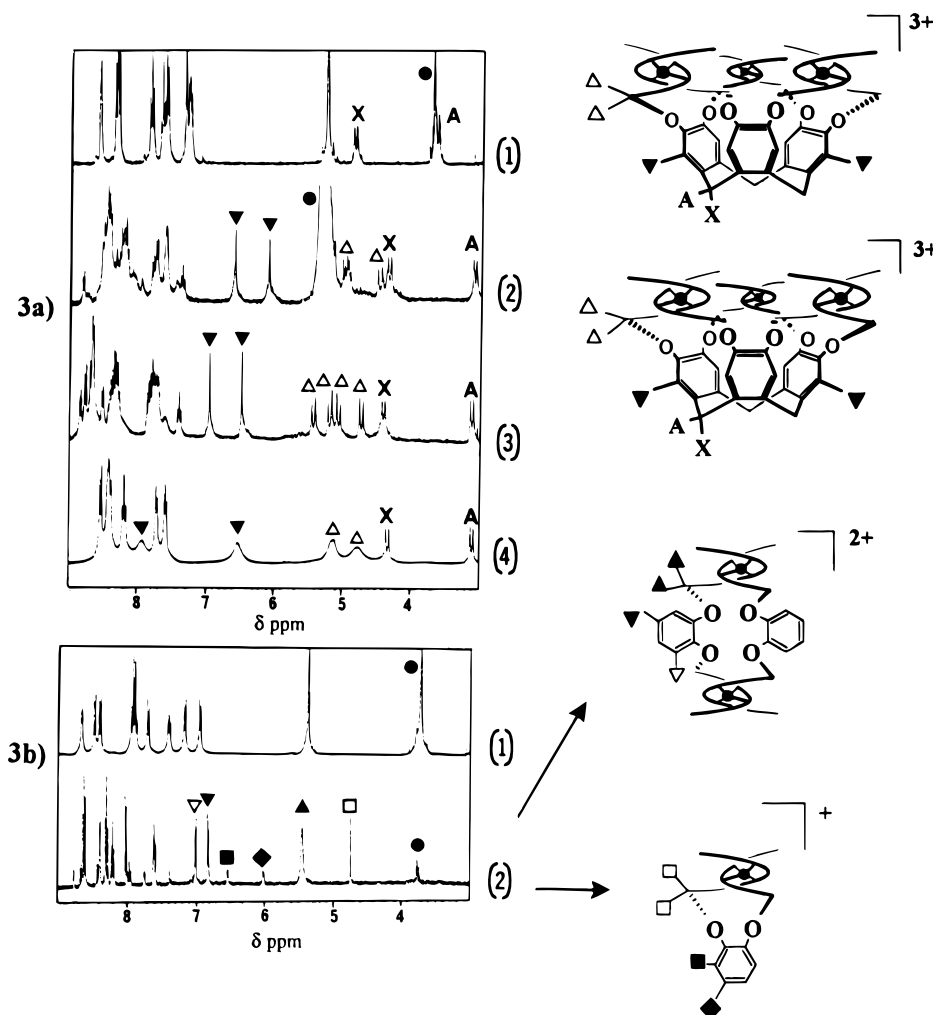 3a)
X
A
(1)
X
A
(2)
X
A
(3)
X
A
(4)
8 7 6 5 4
δ ppm
3b)
(1)
(2)
8 7 6 5 4
δ ppm
3+
O O O O O O
A
X
3+
O O O O O O
A
X
2+
O O
O O
+
O O